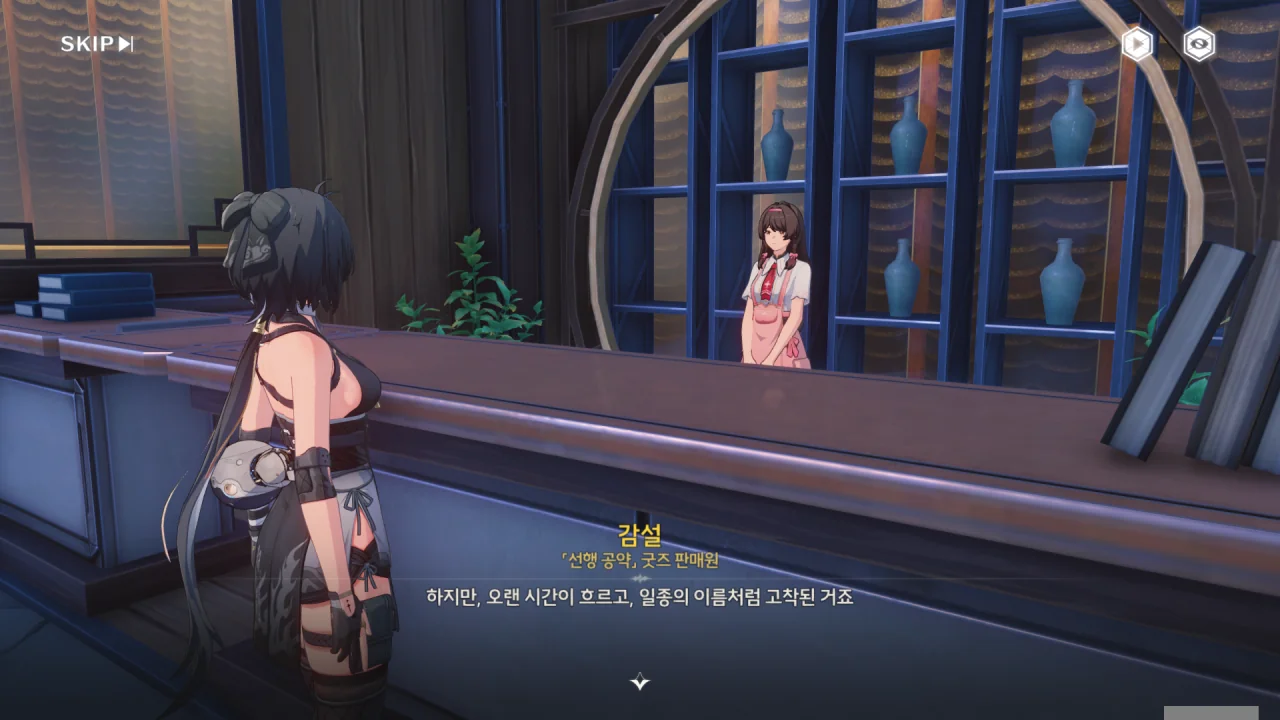 SKIP
감설
「선행 공약」 굿즈 판매원
하지만, 오랜 시간이 흐르고, 일종의 이름처럼 고착된 거죠